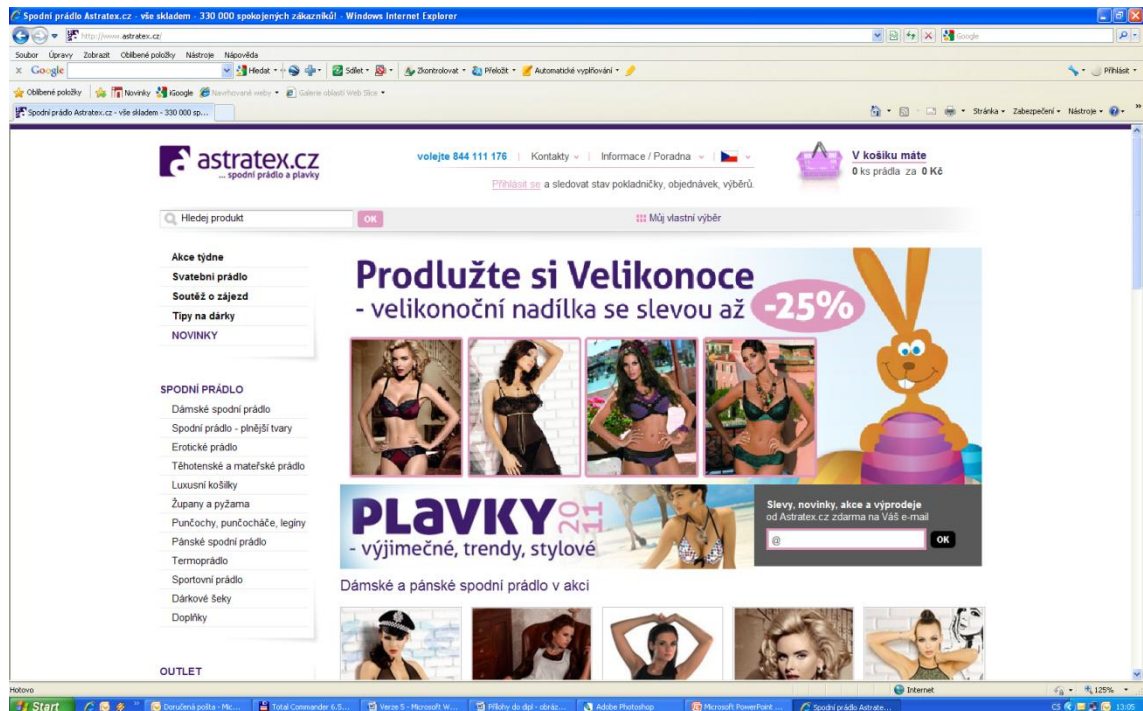 Spodní prádlo Astratex.cz - vše skladem - 330 000 spokojených zákazníků! - Windows Internet Explorer
http://www.astratex.cz/
Google
Soubor Úpravy Zobrazit Oblíbené položky Nástroje Nápověda
x Google Hledat Sdílet Zkontrolovat Přeložit Automatické vyplňování Přihlásit
Oblíbené položky Novinky iGoogle Navrhované weby Galerie oblastí Web Slice
Spodní prádlo Astratex.cz - vše skladem - 330 000 sp... Stránka Zabezpečení Nástroje »
astratex.cz
... spodní prádlo a plavky
volejte 844 111 176 | Kontakty | Informace / Poradna |
Přihlásit se a sledovat stav pokladničky, objednávek, výběrů.
V košíku máte
0 ks prádla za 0 Kč
Hledej produkt OK Můj vlastní výběr
Akce týdne
Svatební prádlo
Soutěž o zájezd
Tipy na dárky
NOVINKY
SPODNÍ PRÁDLO
Dámské spodní prádlo
Spodní prádlo - plnější tvary
Erotické prádlo
Těhotenské a mateřské prádlo
Luxusní košilky
Župany a pyžama
Punčochy, punčocháče, legíny
Pánské spodní prádlo
Termoprádlo
Sportovní prádlo
Dárkové šeky
Doplňky
OUTLET
Prodlužte si Velikonoce
- velikonoční nadílka se slevou až -25%
PLavKY 2011
- výjimečné, trendy, stylové
Slevy, novinky, akce a výprodeje
od Astratex.cz zdarma na Váš e-mail
@ OK
Dámské a pánské spodní prádlo v akci
Hotovo Internet 125%
Start » Doručená pošta - Mic... Total Commander 6.5... Verze 5 - Microsoft W... Přílohy do dipl - obráz... Adobe Photoshop Microsoft PowerPoint ... Spodní prádlo Astrate... CS 13:05